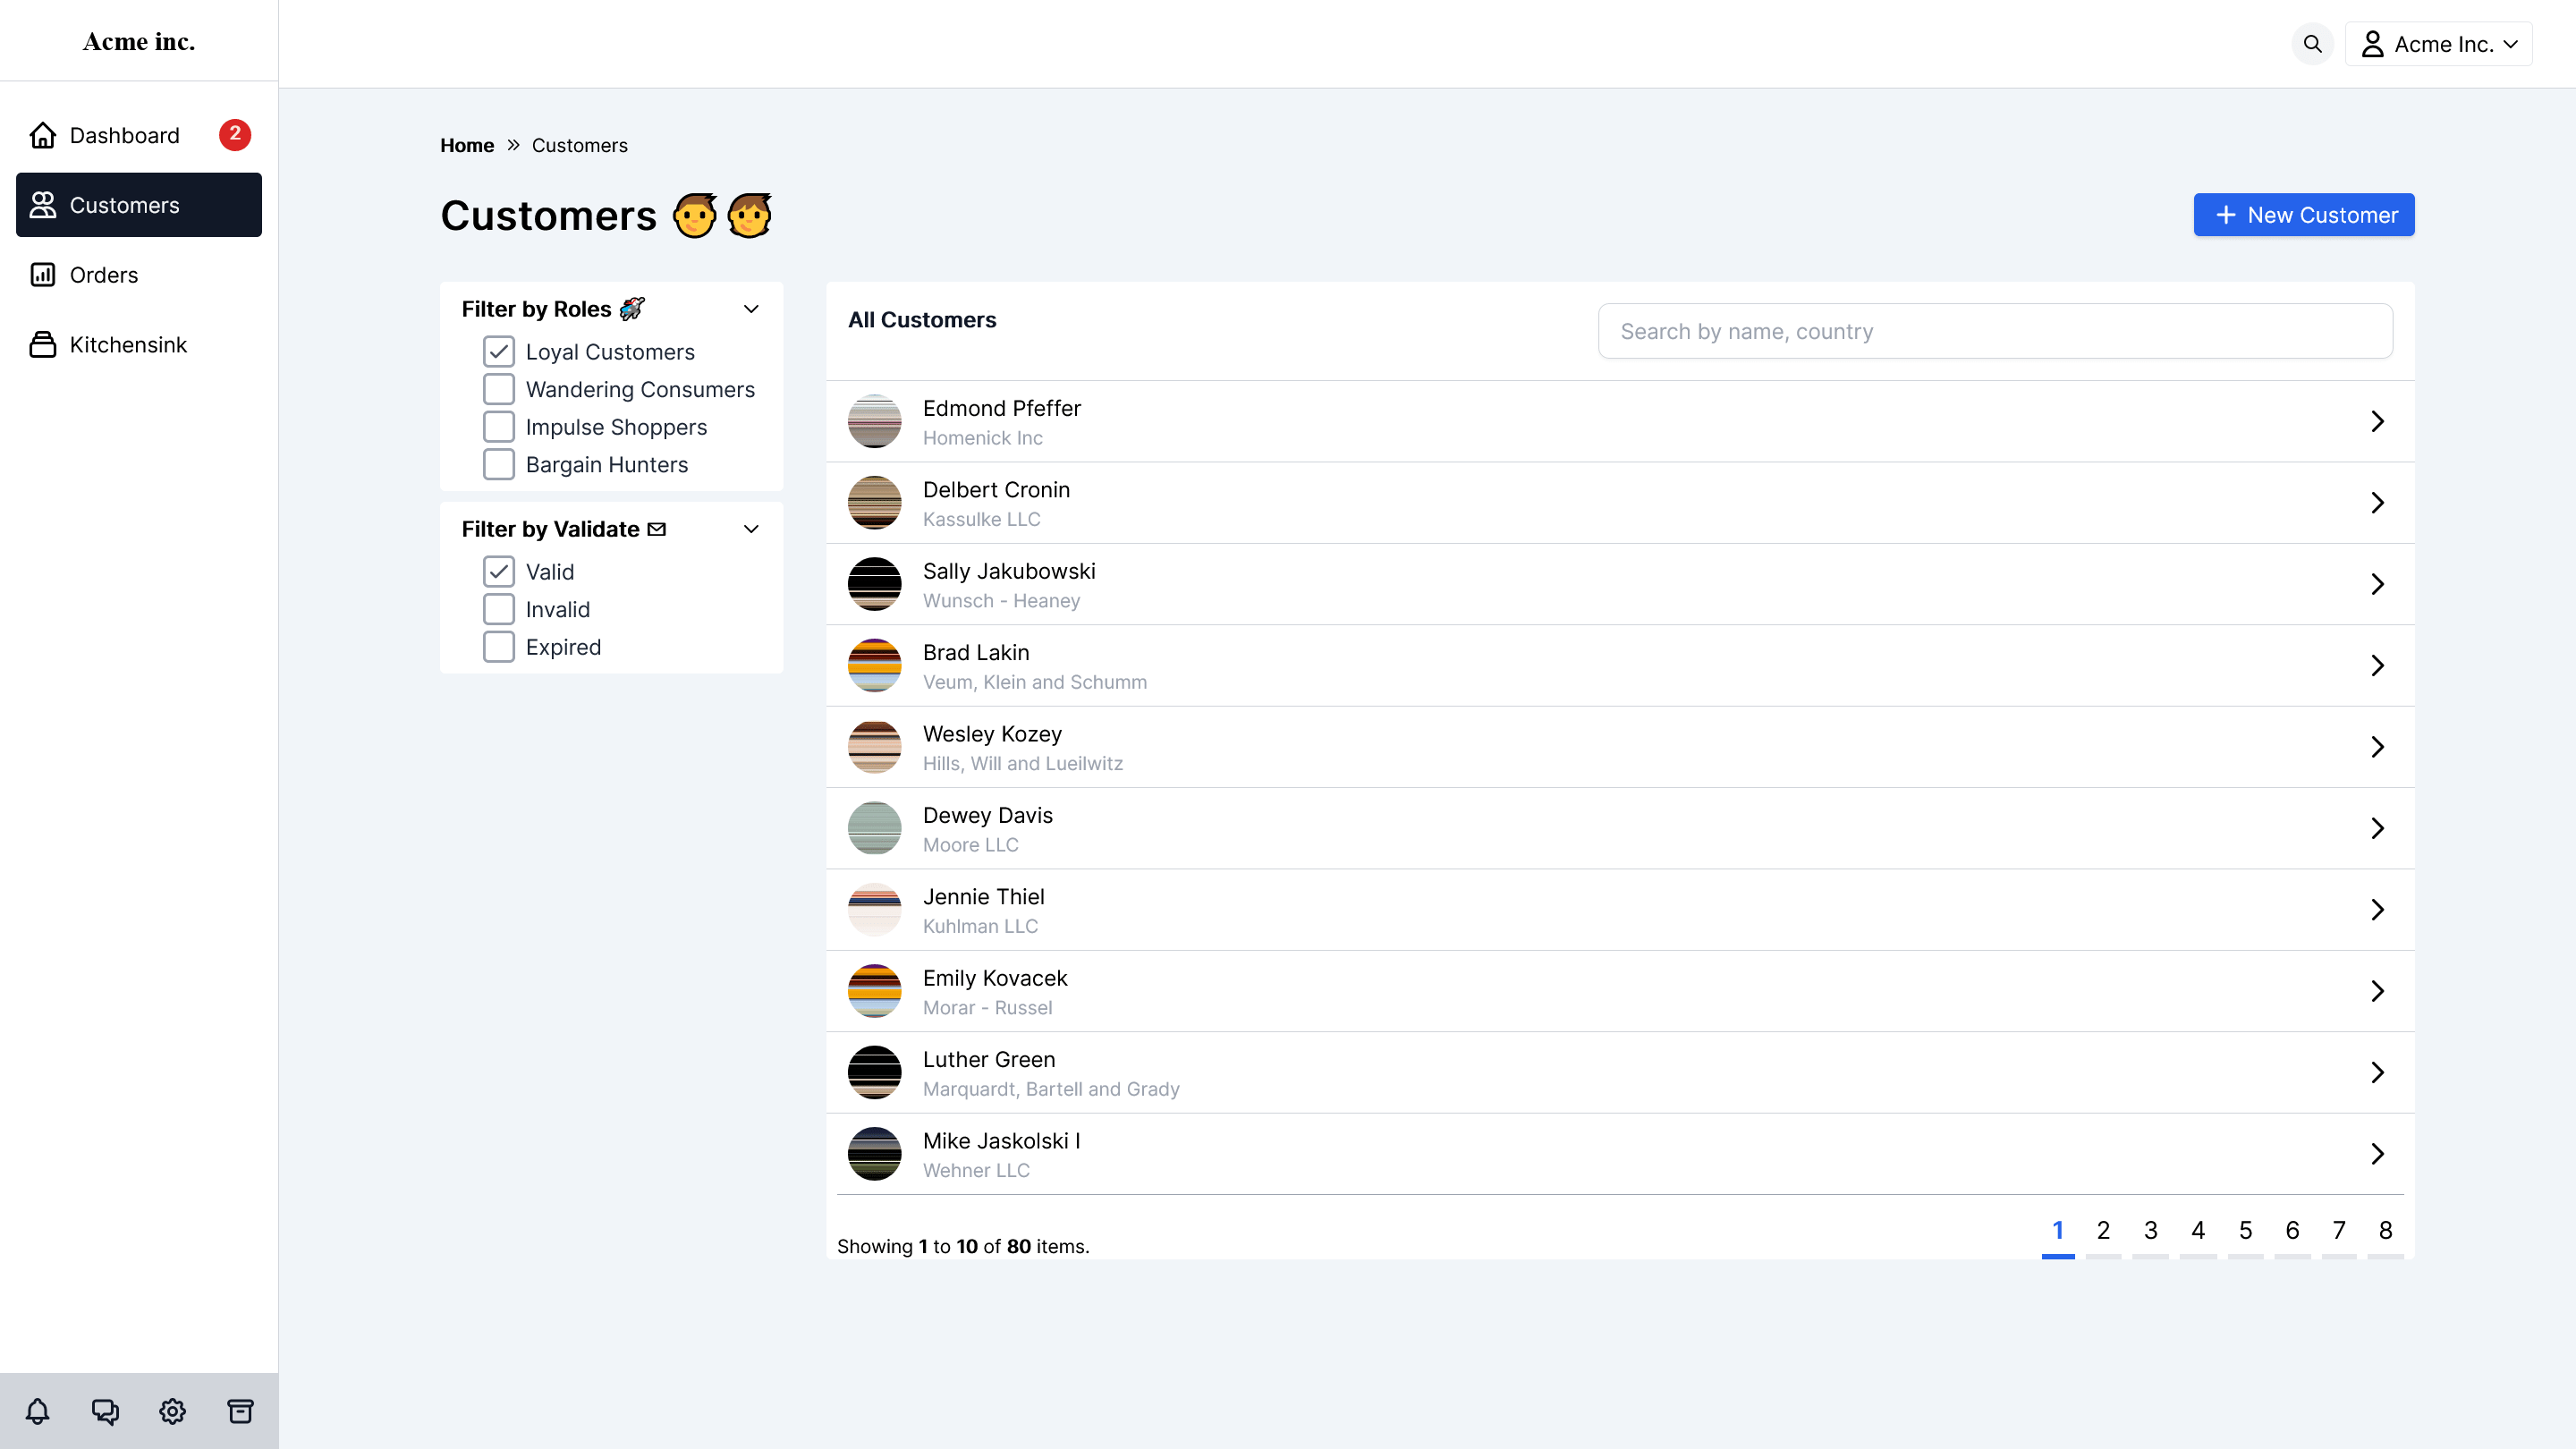 Acme inc.
Acme Inc.
Dashboard 2
Customers
Orders
Kitchensink
Home » Customers
Customers
+ New Customer
Filter by Roles
Loyal Customers
Wandering Consumers
Impulse Shoppers
Bargain Hunters
Filter by Validate
Valid
Invalid
Expired
All Customers
Search by name, country
Edmond Pfeffer
Homenick Inc
Delbert Cronin
Kassulke LLC
Sally Jakubowski
Wunsch - Heaney
Brad Lakin
Veum, Klein and Schumm
Wesley Kozey
Hills, Will and Lueilwitz
Dewey Davis
Moore LLC
Jennie Thiel
Kuhlman LLC
Emily Kovacek
Morar - Russel
Luther Green
Marquardt, Bartell and Grady
Mike Jaskolski I
Wehner LLC
Showing 1 to 10 of 80 items.
1 2 3 4 5 6 7 8